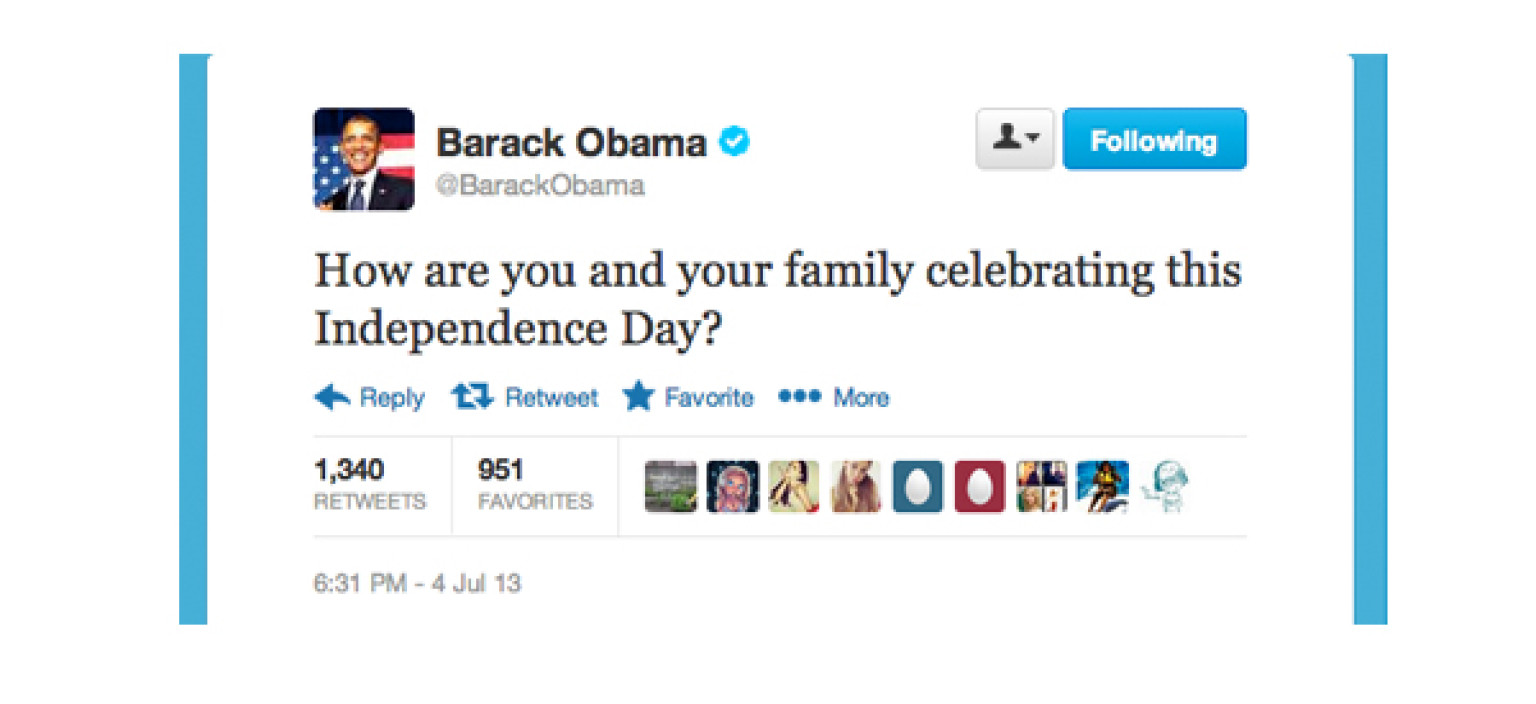 Barack Obama
@BarackObama
Following
How are you and your family celebrating this
Independence Day?
Reply Retweet Favorite More
1,340 951
RETWEETS FAVORITES
6:31 PM - 4 Jul 13